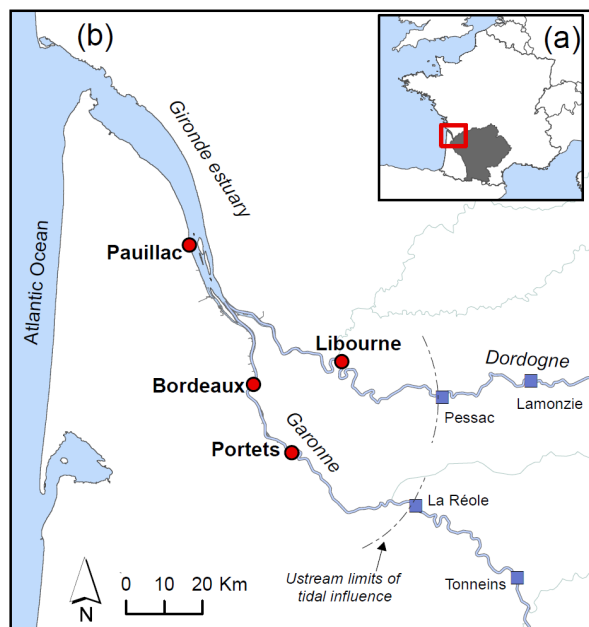 (b)
(a)
Gironde estuary
Pauillac
Atlantic Ocean
Libourne
Dordogne
Bordeaux
Lamonzie
Pessac
Garonne
Portets
La Réole
Ustream limits of
tidal influence
Tonneins
0 10 20 Km
N